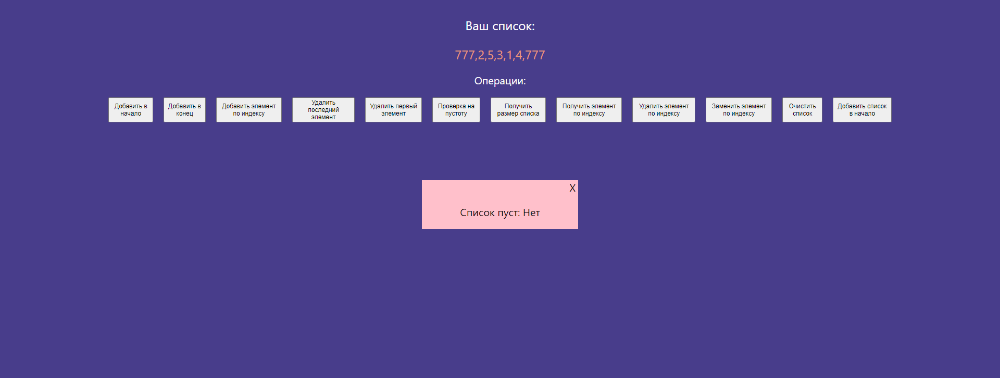 Ваш список:
777,2,5,3,1,4,777
Операции:
Добавить в
начало
Добавить в
конец
Добавить элемент
по индексу
Удалить
последний
элемент
Удалить первый
элемент
Проверка на
пустоту
Получить
размер списка
Получить элемент
по индексу
Удалить элемент
по индексу
Заменить элемент
по индексу
Очистить
список
Добавить список
в начало
X
Список пуст: Нет